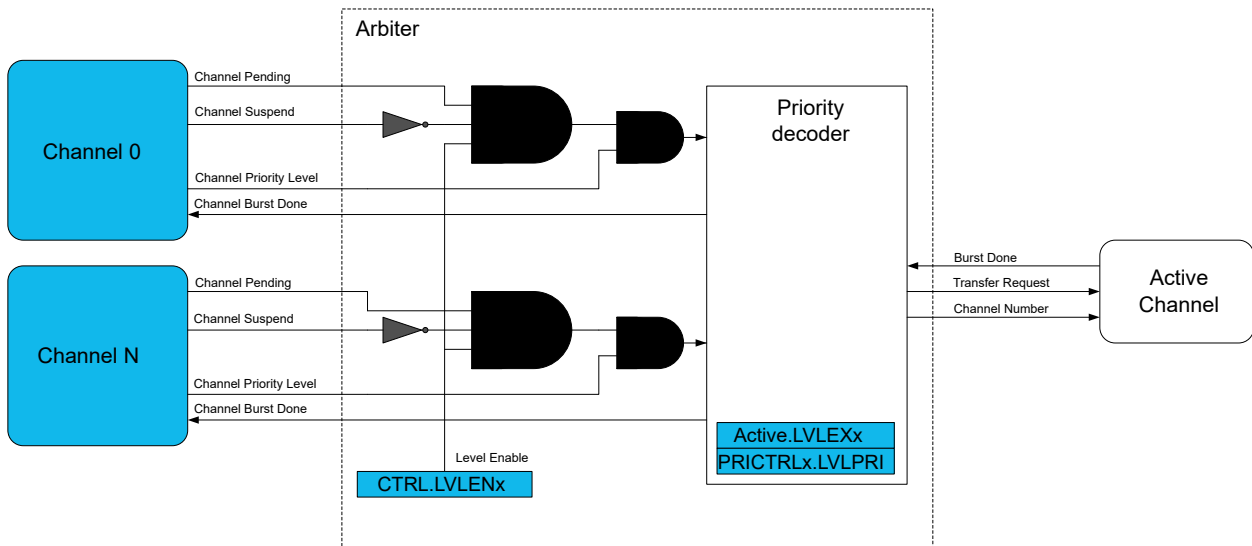 Arbiter
Channel 0
Channel Pending
Channel Suspend
Channel Priority Level
Channel Burst Done
Priority
decoder
Burst Done
Transfer Request
Channel Number
Active
Channel
Channel N
Channel Pending
Channel Suspend
Channel Priority Level
Channel Burst Done
Level Enable
CTRL.LVLENx
Active.LVLEXx
PRICTRLx.LVLPRI